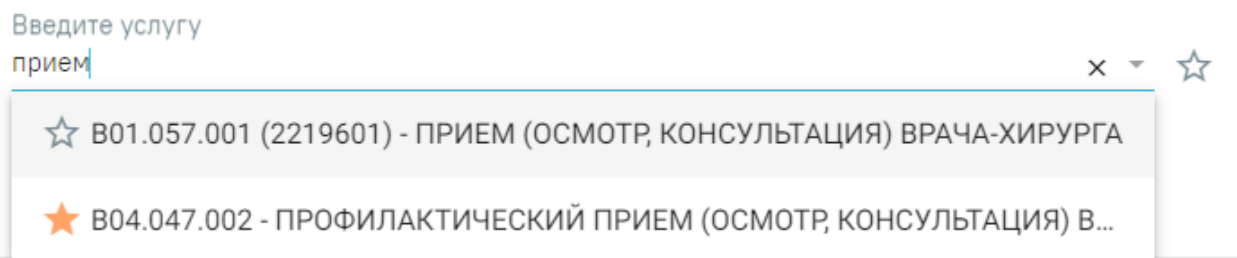 Введите услугу
прием
B01.057.001 (2219601) - ПРИЕМ (ОСМОТР, КОНСУЛЬТАЦИЯ) ВРАЧА-ХИРУРГА
B04.047.002 - ПРОФИЛАКТИЧЕСКИЙ ПРИЕМ (ОСМОТР, КОНСУЛЬТАЦИЯ) В...